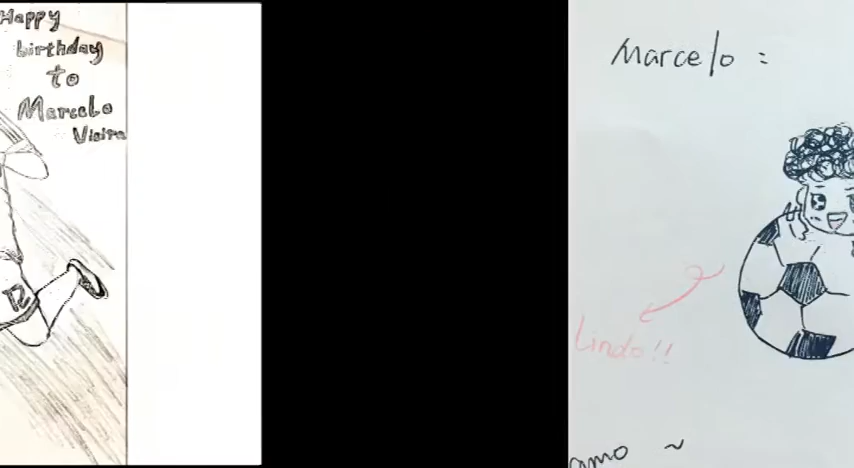 Happy
birthday
to
Marcelo
Vieira
12
Marcelo :
Lindo!!
amo ~